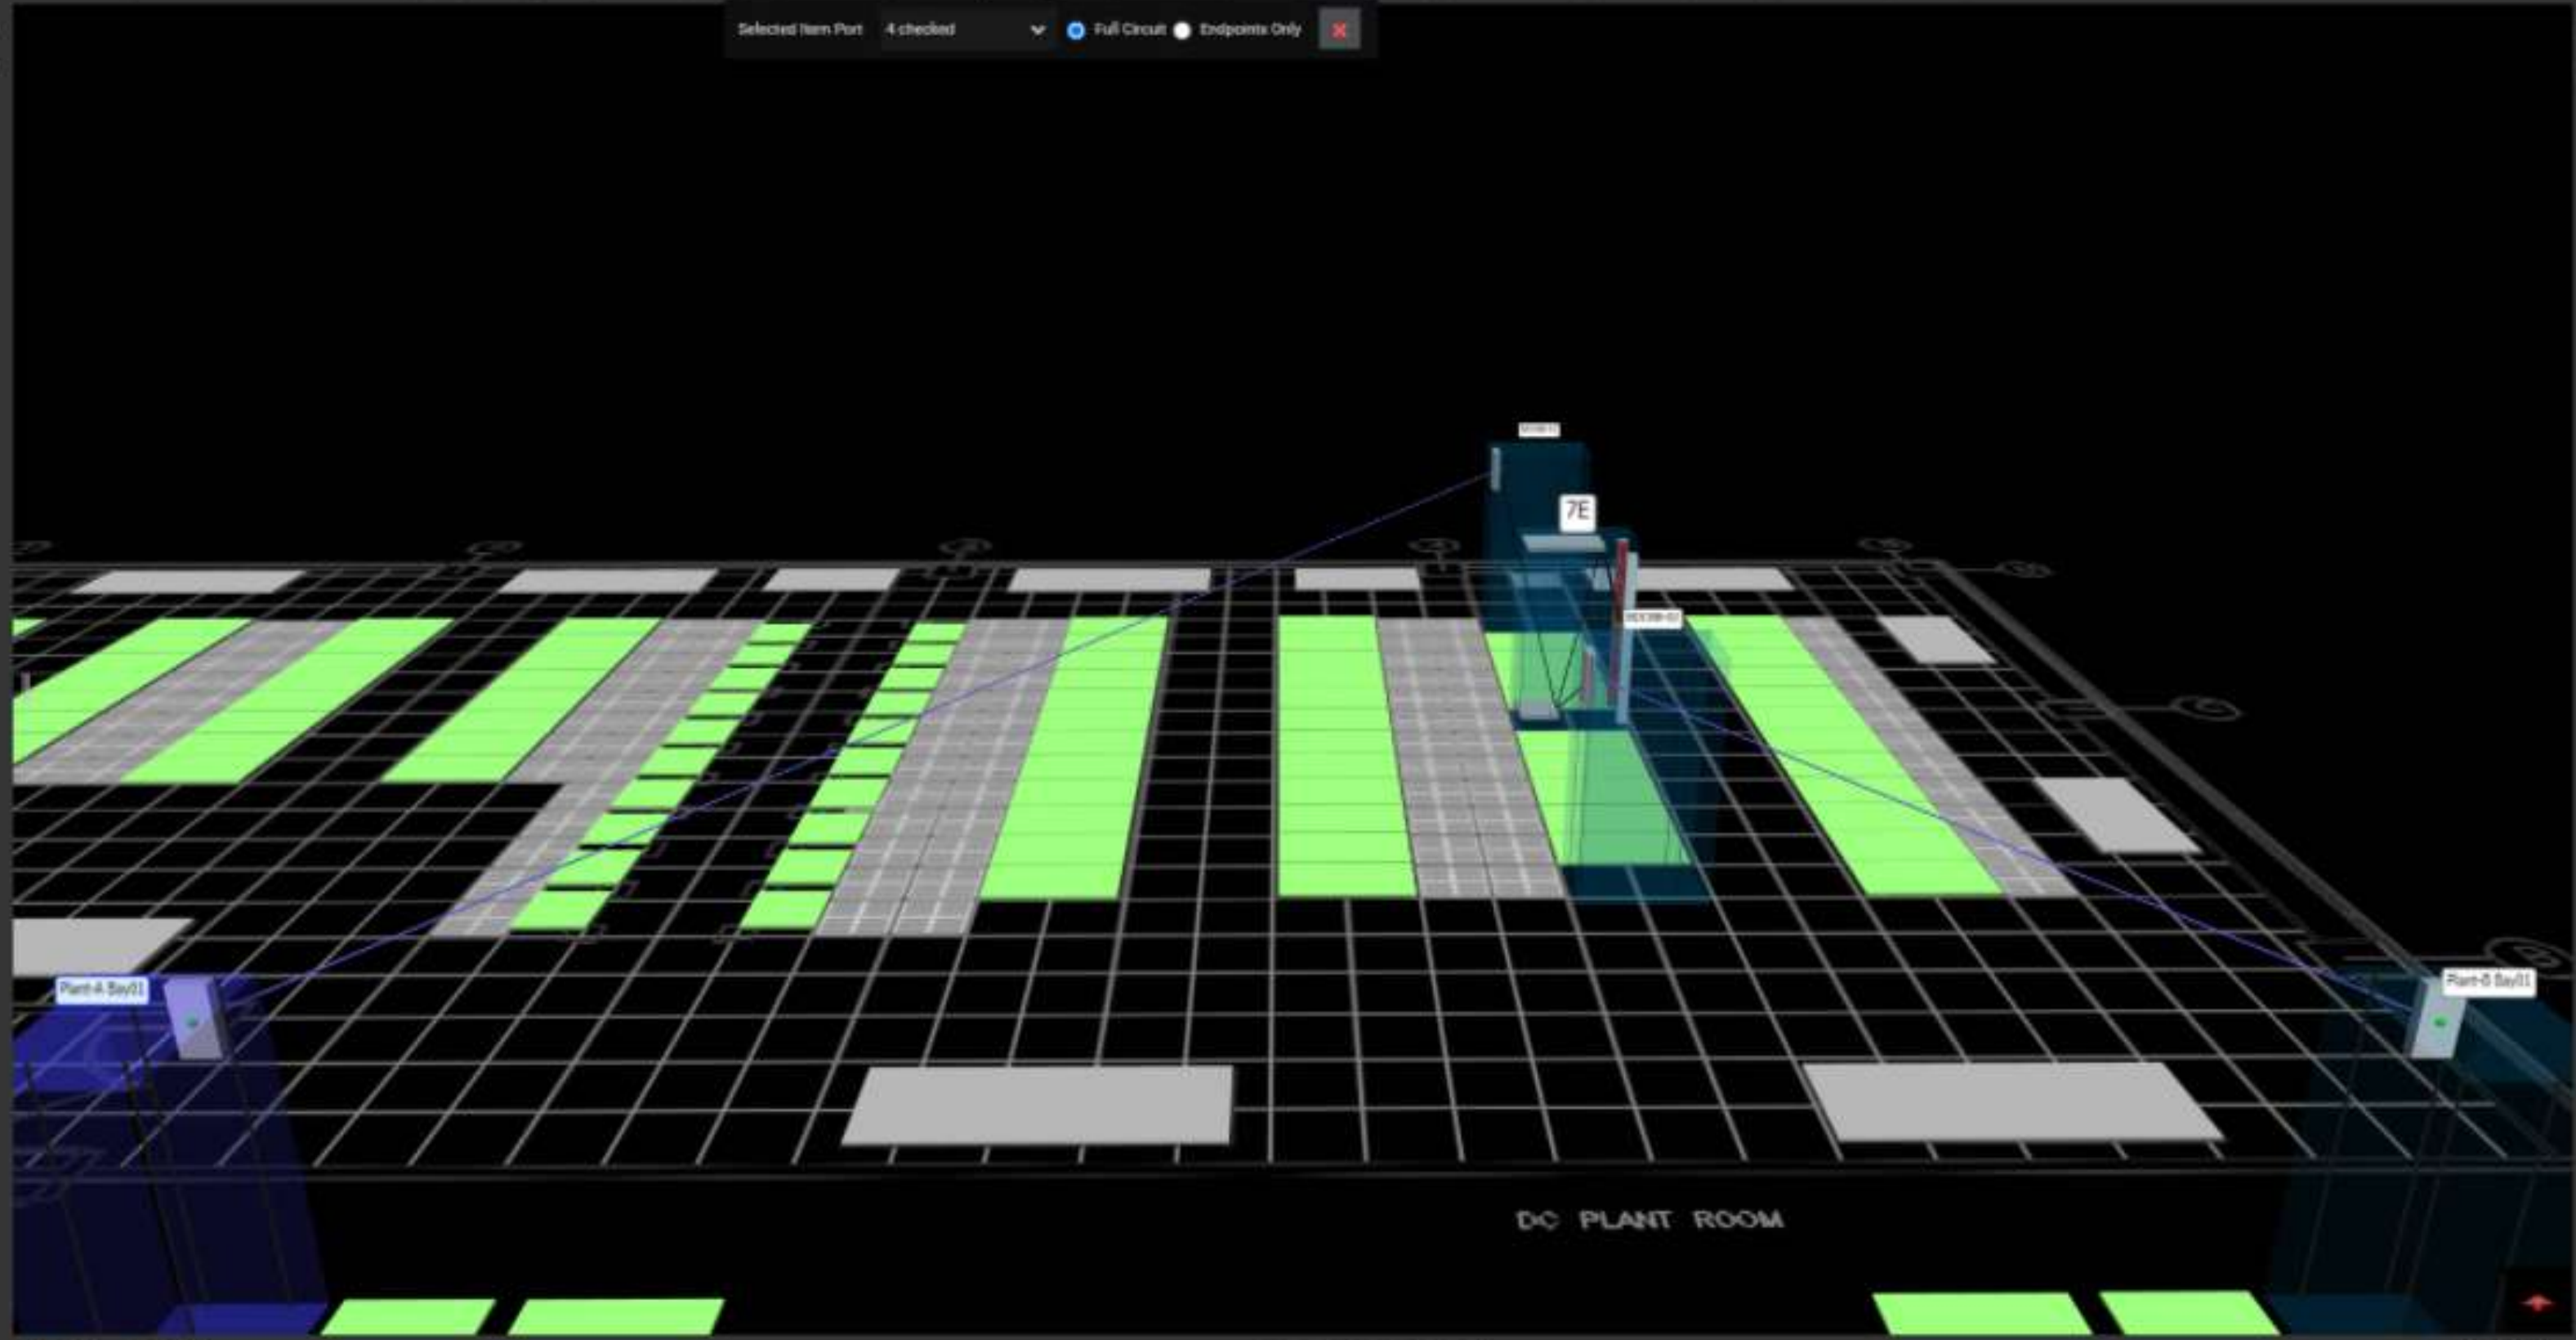 Selected Item Port 4 checked Full Circuit Endpoints Only
7E
Plant-A Bay01
Plant-B Bay01
DC PLANT ROOM